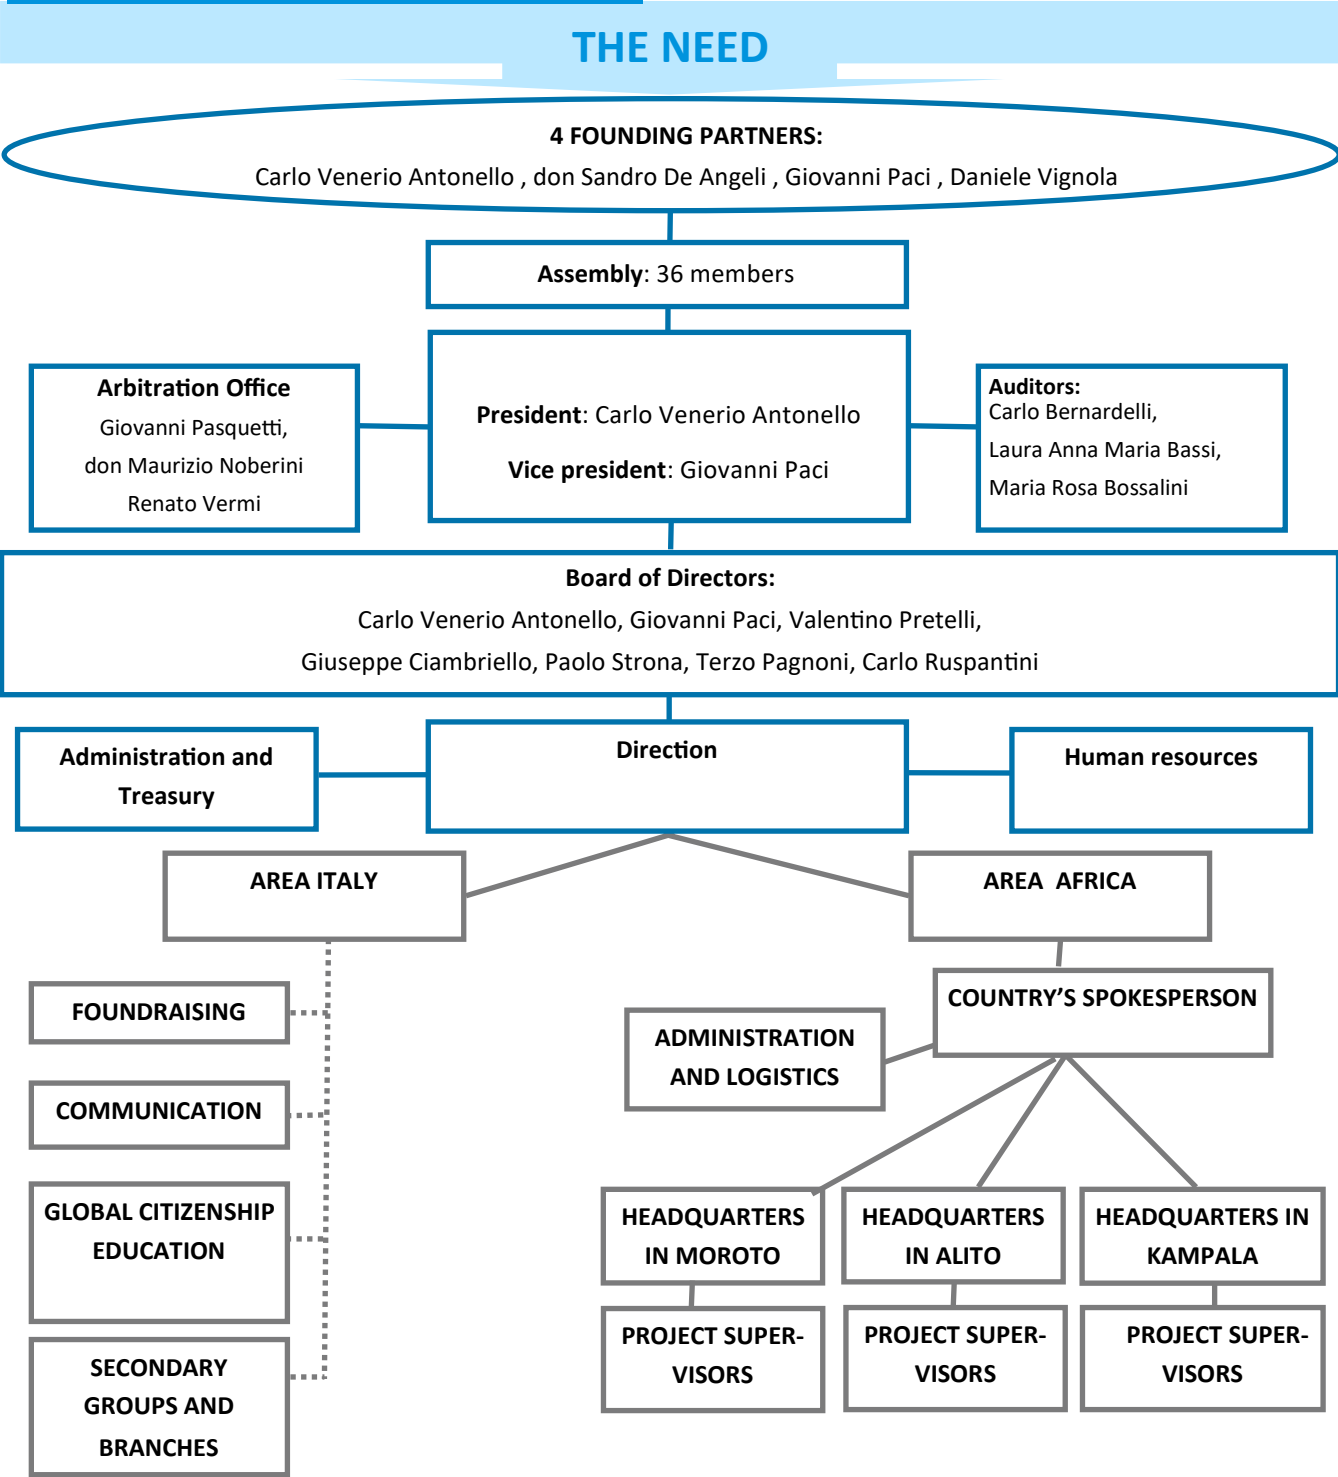 THE NEED
4 FOUNDING PARTNERS:
Carlo Venerio Antonello , don Sandro De Angeli , Giovanni Paci , Daniele Vignola
Assembly: 36 members
Arbitration Office
Giovanni Pasquetti,
don Maurizio Noberini
Renato Vermi
President: Carlo Venerio Antonello
Vice president: Giovanni Paci
Auditors:
Carlo Bernardelli,
Laura Anna Maria Bassi,
Maria Rosa Bossalini
Board of Directors:
Carlo Venerio Antonello, Giovanni Paci, Valentino Pretelli,
Giuseppe Ciambriello, Paolo Strona, Terzo Pagnoni, Carlo Ruspantini
Administration and
Treasury
Direction
Human resources
AREA ITALY
AREA  AFRICA
FOUNDRAISING
COMMUNICATION
GLOBAL CITIZENSHIP
EDUCATION
SECONDARY
GROUPS AND
BRANCHES
COUNTRY’S SPOKESPERSON
ADMINISTRATION
AND LOGISTICS
HEADQUARTERS
IN MOROTO
HEADQUARTERS
IN ALITO
HEADQUARTERS IN
KAMPALA
PROJECT SUPER-
VISORS
PROJECT SUPER-
VISORS
PROJECT SUPER-
VISORS